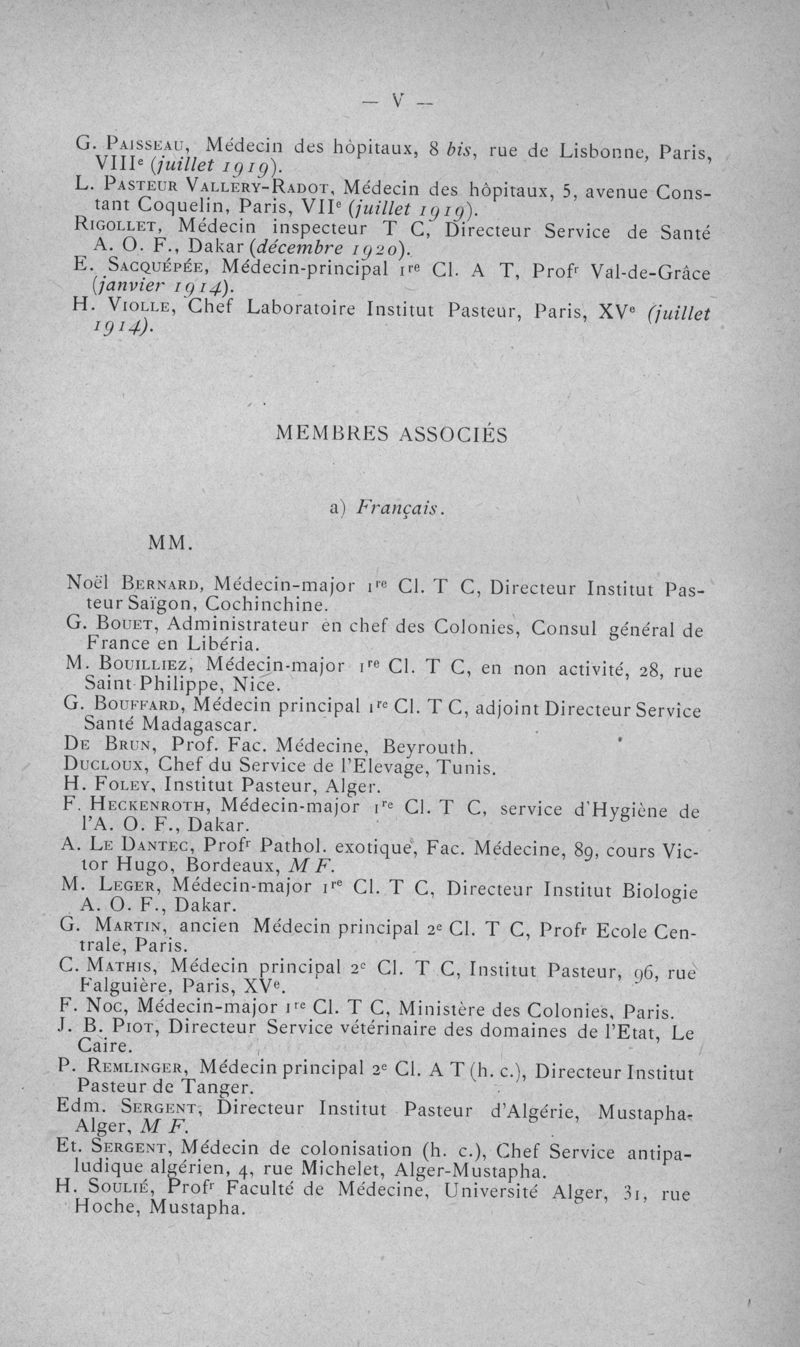 — V —
G. PAISSEAU, Médecin des hôpitaux, 8 bis, rue de Lisbonne, Paris,
VIIIe (juillet 1919).
L. PASTEUR VALLERY-RADOT, Médecin des hôpitaux, 5, avenue Cons-
tant Coquelin, Paris, VIIe (juillet 1919).
RIGOLLET, Médecin inspecteur T C, Directeur Service de Santé
A. O. F., Dakar (décembre 1920).
E. SACQUÉPÉE, Médecin-principal 1re Cl. A T, Profr Val-de-Grâce
(janvier 1914).
H. VIOLLE, Chef Laboratoire Institut Pasteur, Paris, XVe (juillet
1914).
MEMBRES ASSOCIÉS
a) Français.
MM.
Noël BERNARD, Médecin-major 1re Cl. T C, Directeur Institut Pas-
teur Saïgon, Cochinchine.
G. BOUET, Administrateur en chef des Colonies, Consul général de
France en Libéria.
M. BOUILLIEZ, Médecin-major 1re Cl. T C, en non activité, 28, rue
Saint-Philippe, Nice.
G. BOUFFARD, Médecin principal 1re Cl. T C, adjoint Directeur Service
Santé Madagascar.
DE BRUN, Prof. Fac. Médecine, Beyrouth.
DUCLOUX, Chef du Service de l'Elevage, Tunis.
H. FOLEY, Institut Pasteur, Alger.
F. HECKENROTH, Médecin-major 1re Cl. T C, service d'Hygiène de
l'A. O. F., Dakar.
A. LE DANTEC, Profr Pathol. exotique, Fac. Médecine, 89, cours Vic-
tor Hugo, Bordeaux, M F.
M. LEGER, Médecin-major 1re Cl. T C, Directeur Institut Biologie
A. O. F., Dakar.
G. MARTIN, ancien Médecin principal 2e Cl. T C, Profr Ecole Cen-
trale, Paris.
C. MATHIS, Médecin principal 2e Cl. T C, Institut Pasteur, 96, rue
Falguière, Paris, XVe.
F. NOC, Médecin-major 1re Cl. T C, Ministère des Colonies, Paris.
J. B. PIOT, Directeur Service vétérinaire des domaines de l'Etat, Le
Caire.
P. REMLINGER, Médecin principal 2e Cl. A T (h. c.), Directeur Institut
Pasteur de Tanger.
Edm. SERGENT, Directeur Institut Pasteur d'Algérie, Mustapha-
Alger, M F.
Et. SERGENT, Médecin de colonisation (h. c.), Chef Service antipa-
ludique algérien, 4, rue Michelet, Alger-Mustapha.
H. SOULIÉ, Profr Faculté de Médecine, Université Alger, 31, rue
Hoche, Mustapha.